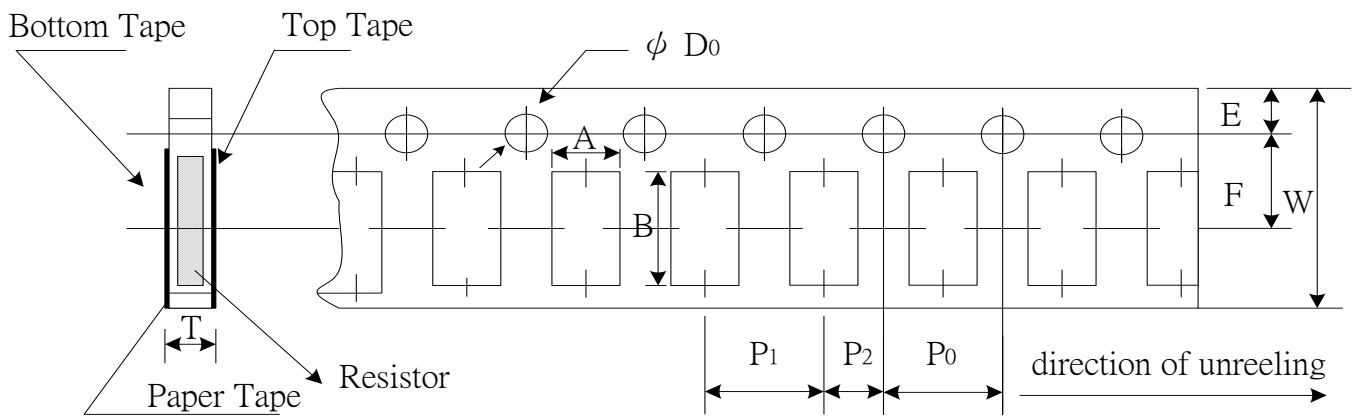 Bottom Tape
Top Tape
ψ D0
E
A
F
W
B
T
P1
P2
P0
direction of unreeling
Resistor
Paper Tape